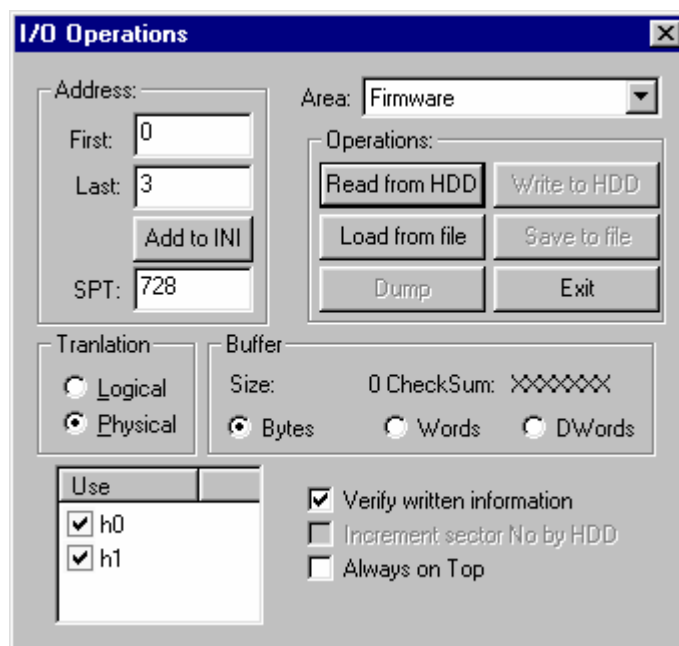 I/O Operations
Address:
First: 0
Last: 3
Add to INI
SPT: 728
Area: Firmware
Operations:
Read from HDD Write to HDD
Load from file Save to file
Dump Exit
Tranlation
Logical
Physical
Buffer
Size: 0 CheckSum: XXXXXXX
Bytes Words DWords
Use
h0
h1
Verify written information
Increment sector No by HDD
Always on Top